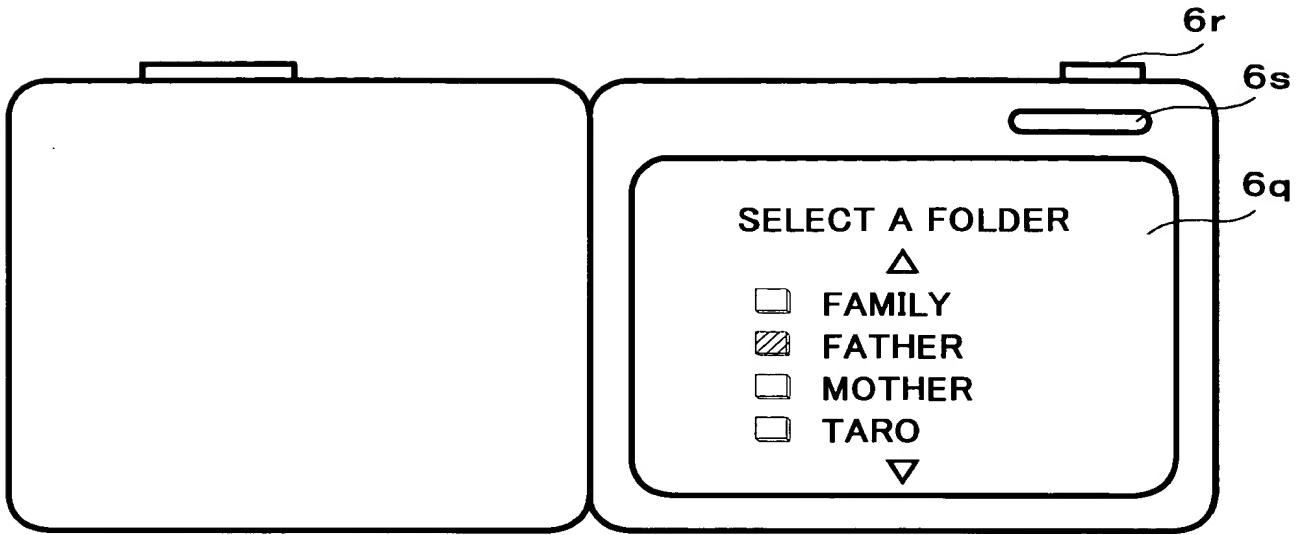 6r
6s
6q
SELECT A FOLDER
FAMILY
FATHER
MOTHER
TARO